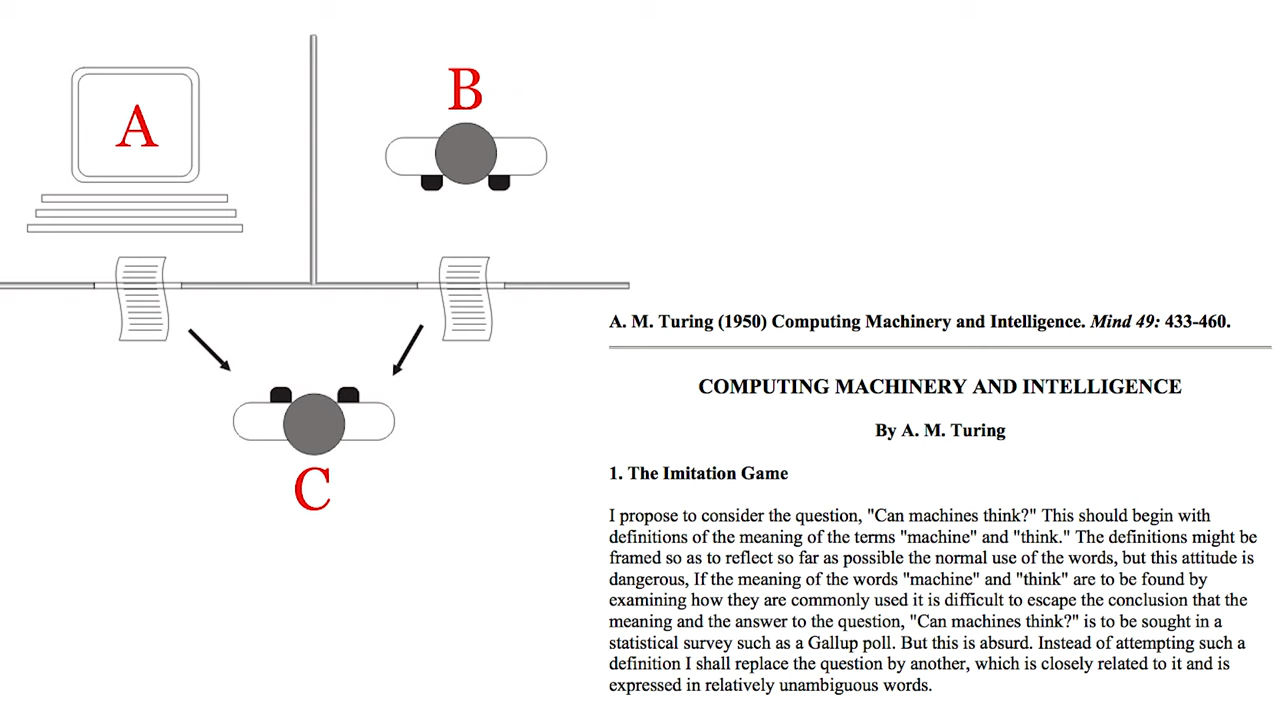 A
B
C
A. M. Turing (1950) Computing Machinery and Intelligence. Mind 49: 433-460.
COMPUTING MACHINERY AND INTELLIGENCE
By A. M. Turing
1. The Imitation Game
I propose to consider the question, "Can machines think?" This should begin with
definitions of the meaning of the terms "machine" and "think." The definitions might be
framed so as to reflect so far as possible the normal use of the words, but this attitude is
dangerous, If the meaning of the words "machine" and "think" are to be found by
examining how they are commonly used it is difficult to escape the conclusion that the
meaning and the answer to the question, "Can machines think?" is to be sought in a
statistical survey such as a Gallup poll. But this is absurd. Instead of attempting such a
definition I shall replace the question by another, which is closely related to it and is
expressed in relatively unambiguous words.